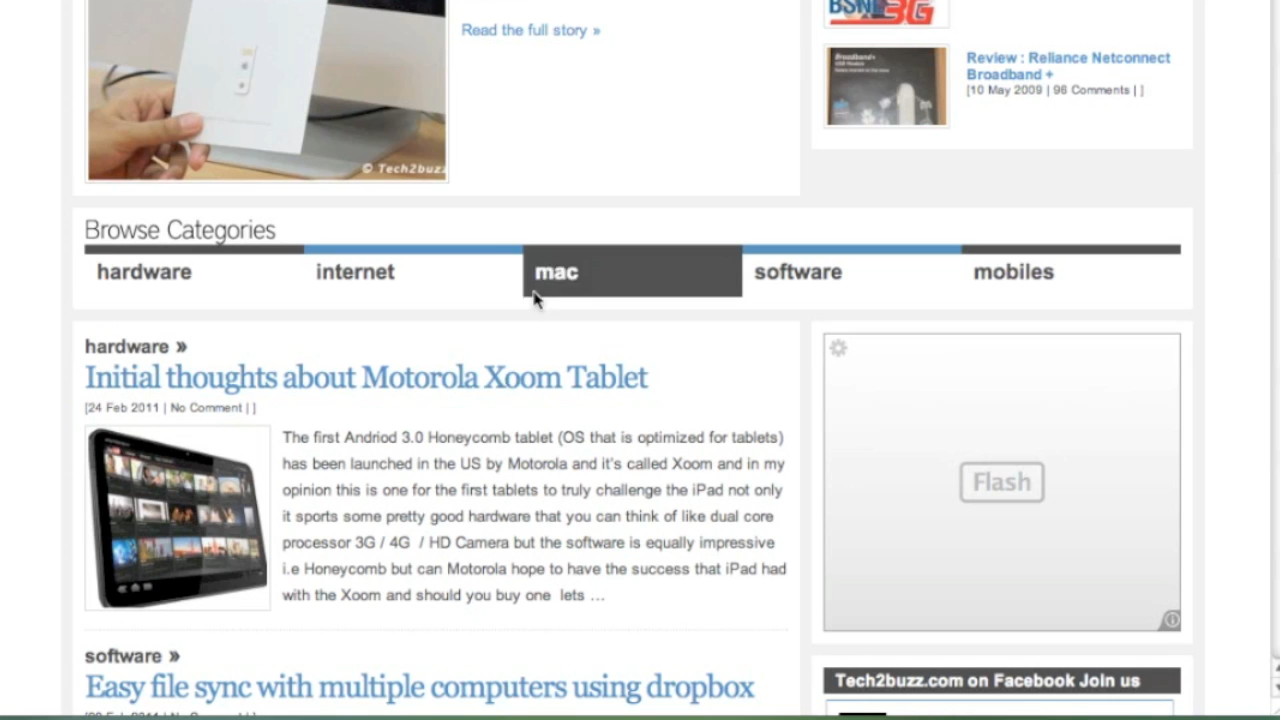 Read the full story »
BSNL 3G
Broadband+
Review : Reliance Netconnect
Broadband +
[10 May 2009 | 96 Comments | ]
© Tech2buzz
Browse Categories
hardware
internet
mac
software
mobiles
hardware »
Initial thoughts about Motorola Xoom Tablet
[24 Feb 2011 | No Comment | ]
The first Andriod 3.0 Honeycomb tablet (OS that is optimized for tablets)
has been launched in the US by Motorola and it's called Xoom and in my
opinion this is one for the first tablets to truly challenge the iPad not only
it sports some pretty good hardware that you can think of like dual core
processor 3G / 4G / HD Camera but the software is equally impressive
i.e Honeycomb but can Motorola hope to have the success that iPad had
with the Xoom and should you buy one lets ...
Flash
software »
Easy file sync with multiple computers using dropbox
Tech2buzz.com on Facebook Join us